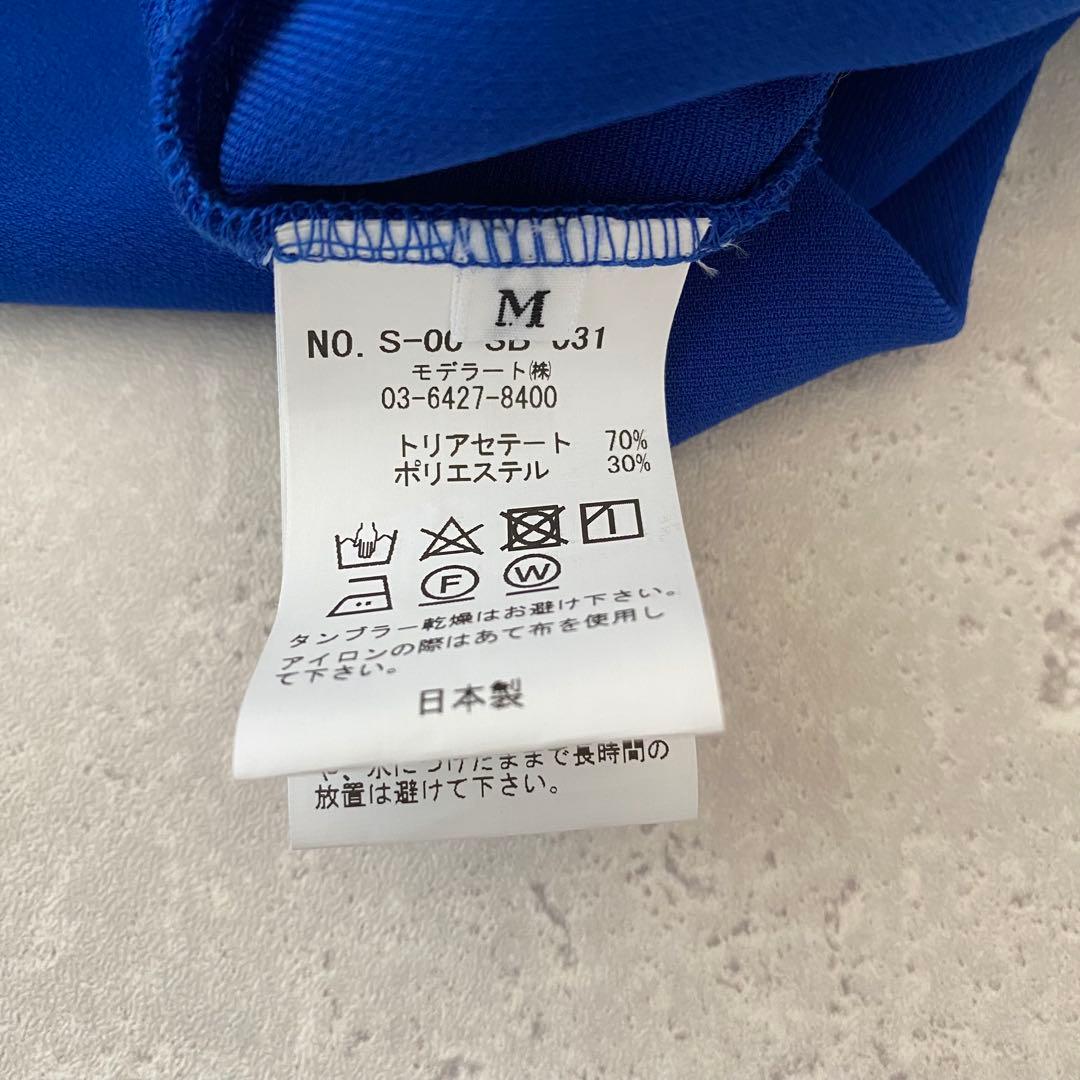 M
NO. S-00 SB 031
モデラート㈱
03-6427-8400
トリアセテート 70%
ポリエステル 30%
F
W
タンブラー乾燥はお避け下さい。
アイロンの際はあて布を使用し
て下さい。
日本製
や、水につけたままで長時間の
放置は避けて下さい。